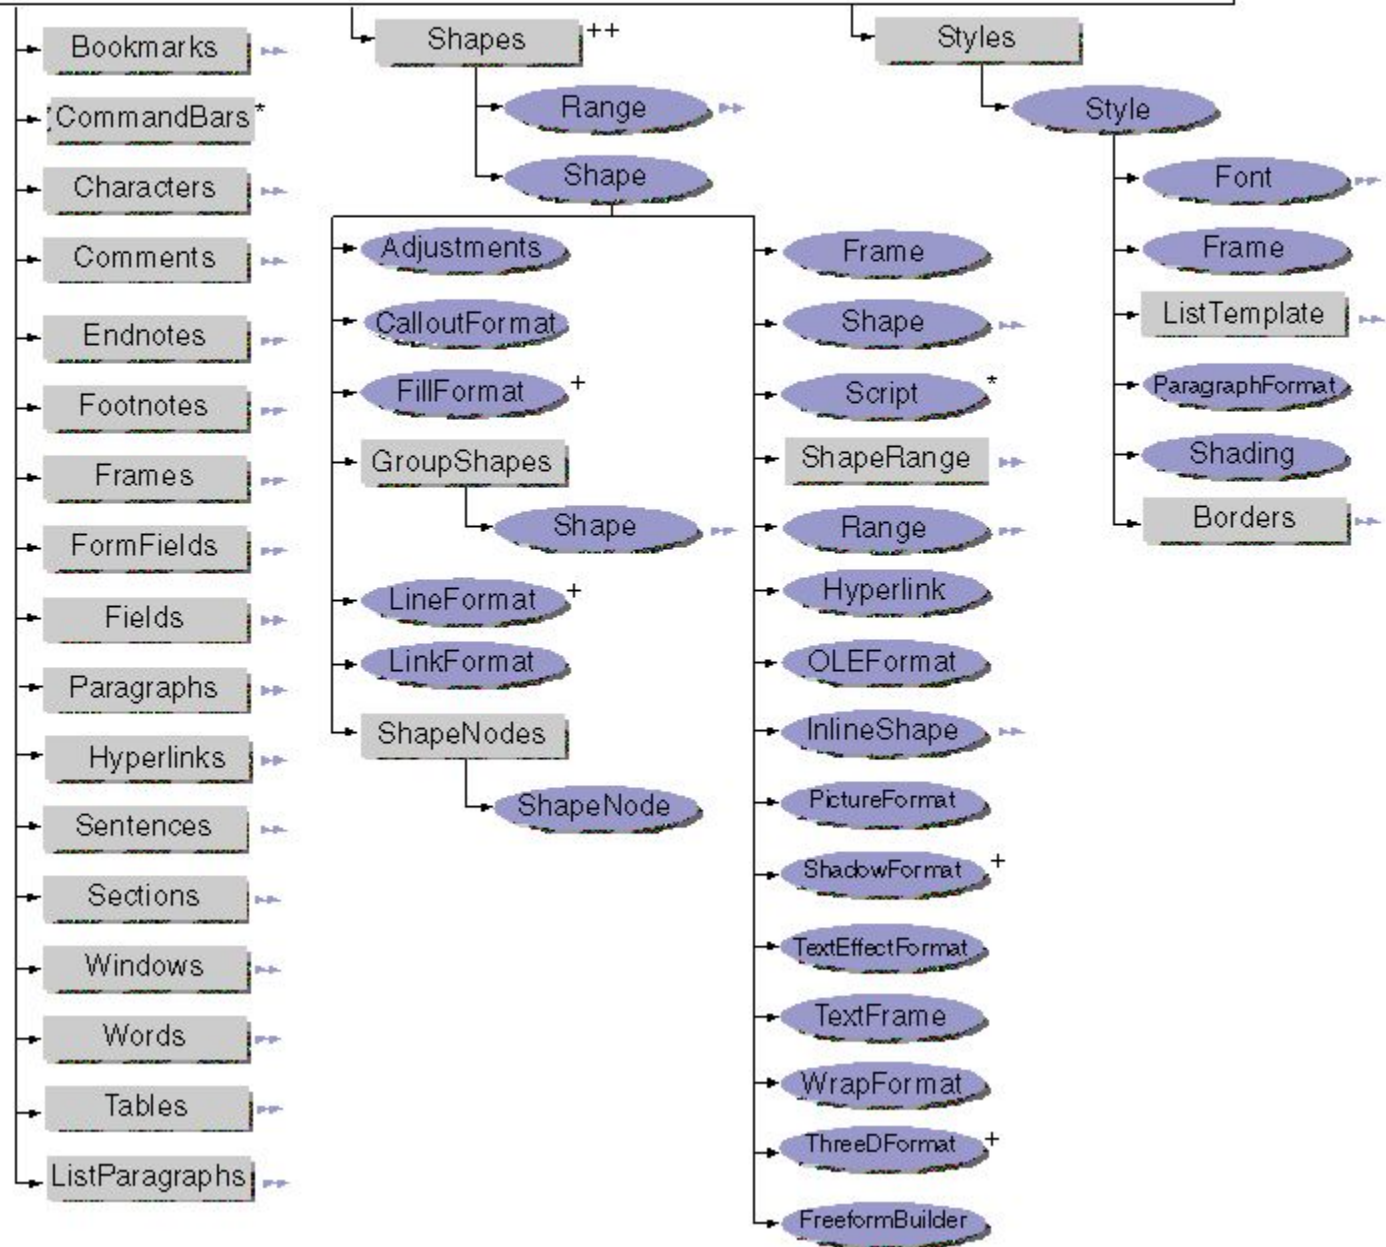 Bookmarks
CommandBars*
Characters
Comments
Endnotes
Footnotes
Frames
FormFields
Fields
Paragraphs
Hyperlinks
Sentences
Sections
Windows
Words
Tables
ListParagraphs
Shapes ++
Range
Shape
Adjustments
CalloutFormat
FillFormat +
GroupShapes
Shape
LineFormat +
LinkFormat
ShapeNodes
ShapeNode
Frame
Shape
Script *
ShapeRange
Range
Hyperlink
OLEFormat
InlineShape
PictureFormat
ShadowFormat +
TextEffectFormat
TextFrame
WrapFormat
ThreeDFormat +
FreeformBuilder
Styles
Style
Font
Frame
ListTemplate
ParagraphFormat
Shading
Borders